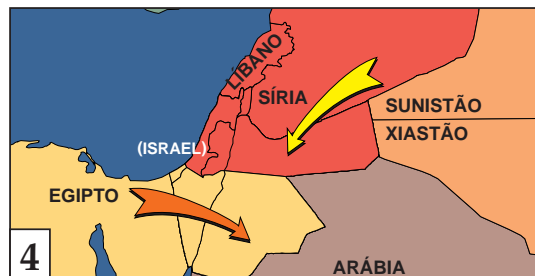 LÍBANO
SÍRIA
SUNISTÃO
XIASTÃO
(ISRAEL)
EGIPTO
4
ARÁBIA